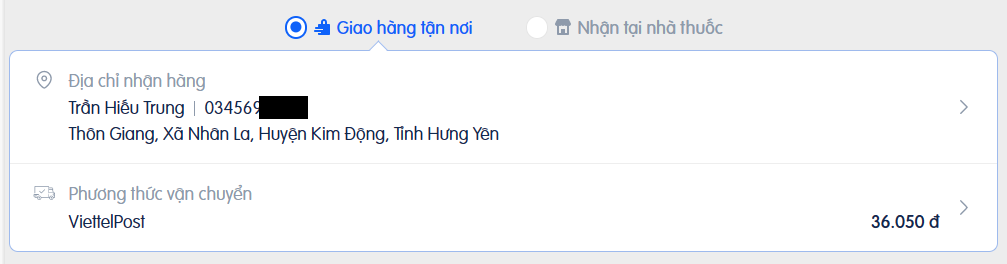 Giao hàng tận nơi Nhận tại nhà thuốc
Địa chỉ nhận hàng
Trần Hiếu Trung | 034569
Thôn Giang, Xã Nhân La, Huyện Kim Động, Tỉnh Hưng Yên
Phương thức vận chuyển
ViettelPost 36.050 đ